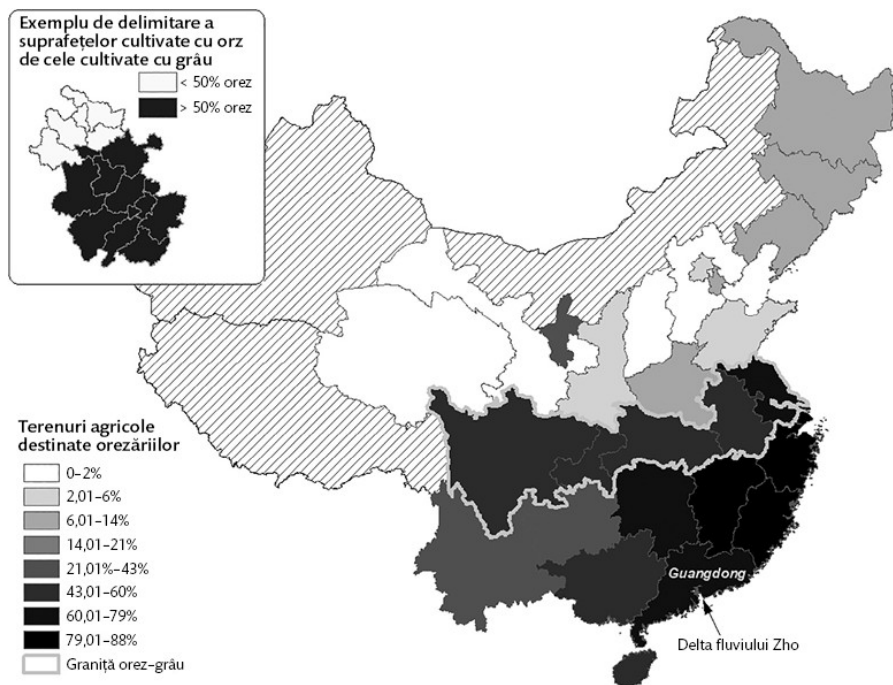 Exemplu de delimitare a
suprafețelor cultivate cu orz
de cele cultivate cu grâu
< 50% orez
> 50% orez
Terenuri agricole
destinate orezăriilor
0–2%
2,01–6%
6,01–14%
14,01–21%
21,01%–43%
43,01–60%
60,01–79%
79,01–88%
Graniță orez–grâu
Guangdong
Delta fluviului Zho